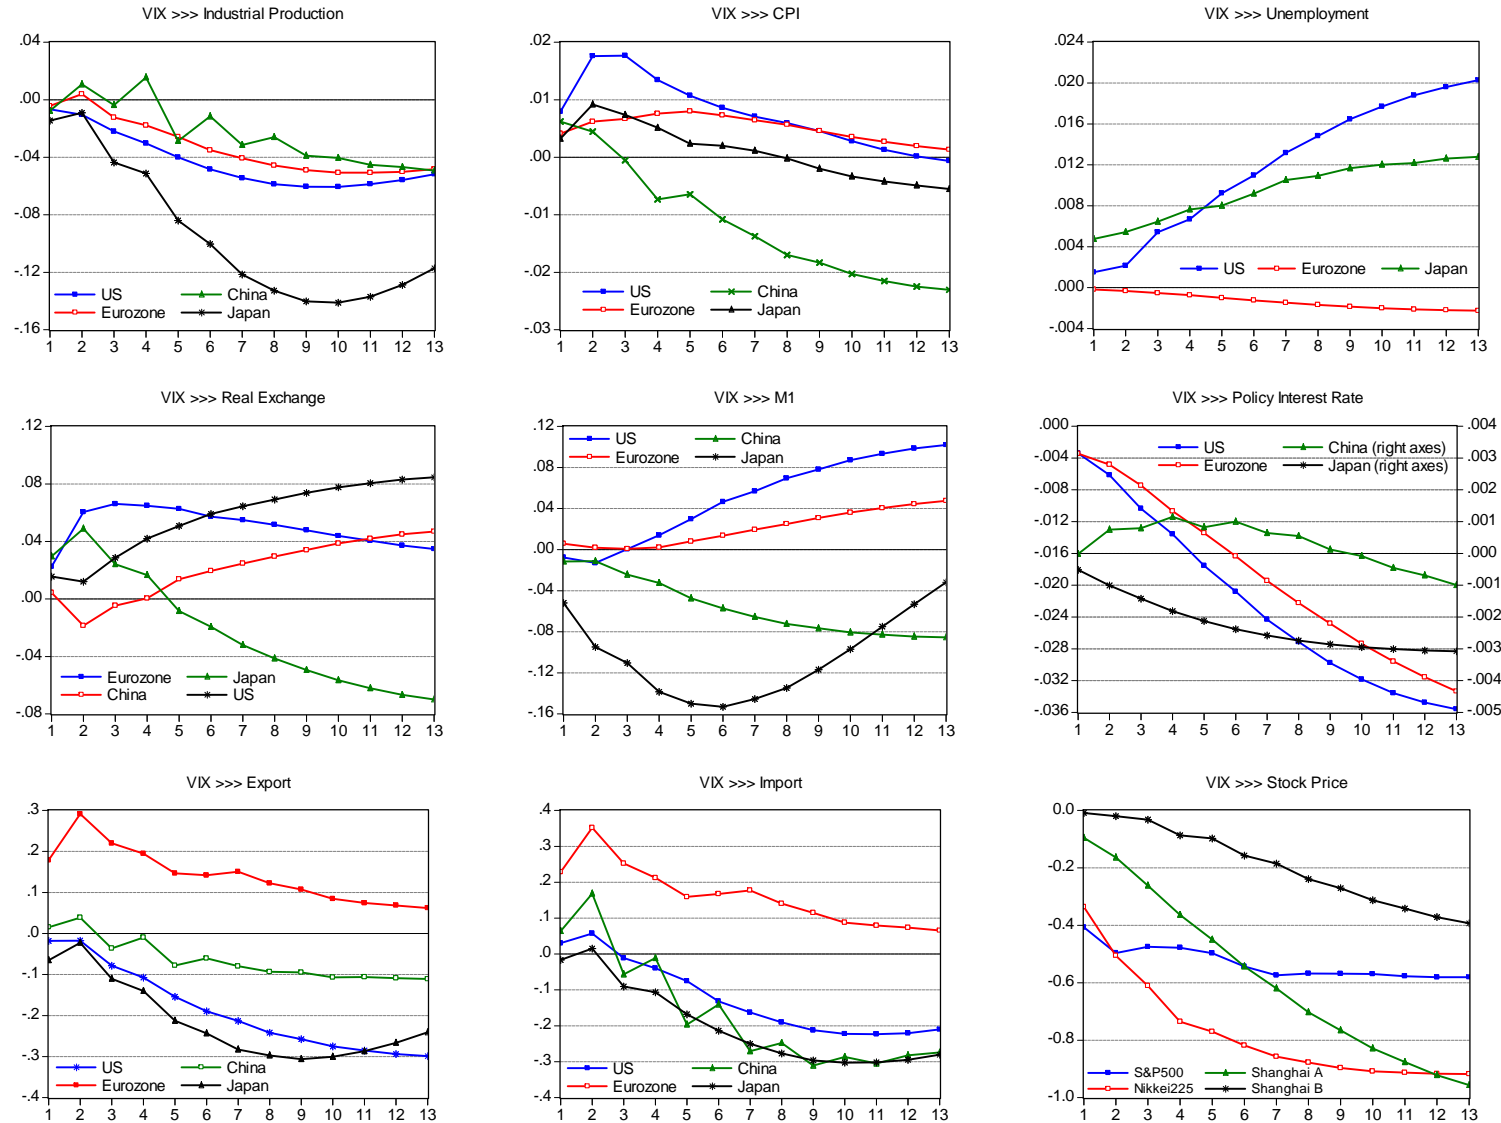 VIX >>> Industrial Production
.04
.00
-.04
-.08
-.12
-.16
US
China
Eurozone
Japan
1 2 3 4 5 6 7 8 9 10 11 12 13
VIX >>> CPI
.02
.01
.00
-.01
-.02
-.03
US
China
Eurozone
Japan
1 2 3 4 5 6 7 8 9 10 11 12 13
VIX >>> Unemployment
.024
.020
.016
.012
.008
.004
.000
-.004
US
Eurozone
Japan
1 2 3 4 5 6 7 8 9 10 11 12 13
VIX >>> Real Exchange
.12
.08
.04
.00
-.04
-.08
Eurozone
Japan
China
US
1 2 3 4 5 6 7 8 9 10 11 12 13
VIX >>> M1
.12
.08
.04
.00
-.04
-.08
-.12
-.16
US
China
Eurozone
Japan
1 2 3 4 5 6 7 8 9 10 11 12 13
VIX >>> Policy Interest Rate
.000
-.004
-.008
-.012
-.016
-.020
-.024
-.028
-.032
-.036
.004
.003
.002
.001
.000
-.001
-.002
-.003
-.004
-.005
US
China (right axes)
Eurozone
Japan (right axes)
1 2 3 4 5 6 7 8 9 10 11 12 13
VIX >>> Export
.3
.2
.1
.0
-.1
-.2
-.3
-.4
US
China
Eurozone
Japan
1 2 3 4 5 6 7 8 9 10 11 12 13
VIX >>> Import
.4
.3
.2
.1
.0
-.1
-.2
-.3
-.4
US
China
Eurozone
Japan
1 2 3 4 5 6 7 8 9 10 11 12 13
VIX >>> Stock Price
0.0
-0.2
-0.4
-0.6
-0.8
-1.0
S&P500
Shanghai A
Nikkei225
Shanghai B
1 2 3 4 5 6 7 8 9 10 11 12 13